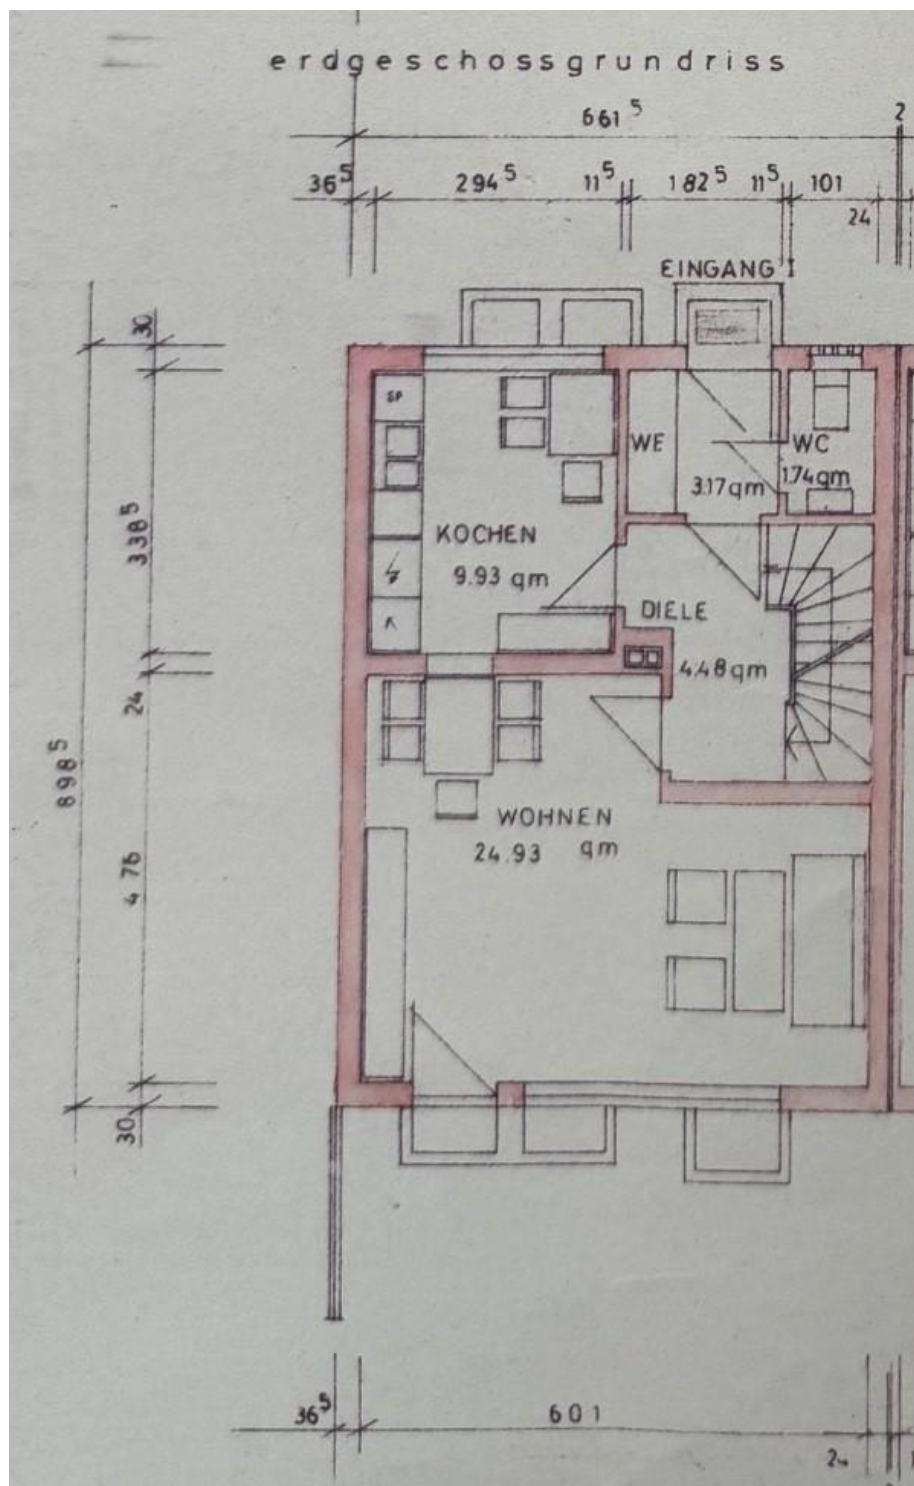 erdgeschossgrundriss
661⁵ 2
36⁵ 294⁵ 11⁵ 182⁵ 11⁵ 101
24
EINGANG I
30
SP
WE WC
3.17qm 1.74qm
338⁵
KOCHEN
9.93 qm
DIELE
K
4.48qm
24
898⁵
WOHNEN
24.93 qm
476
30
36⁵ 601
24